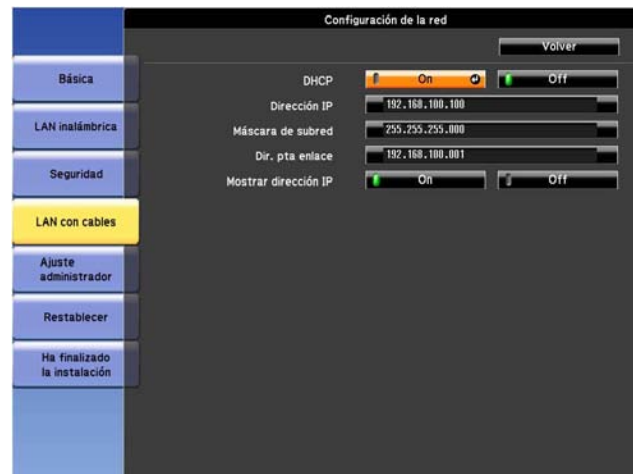 Configuración de la red
Volver
Básica
LAN inalámbrica
Seguridad
LAN con cables
Ajuste
administrador
Restablecer
Ha finalizado
la instalación
DHCP On Off
Dirección IP 192.168.100.100
Máscara de subred 255.255.255.000
Dir. pta enlace 192.168.100.001
Mostrar dirección IP On Off